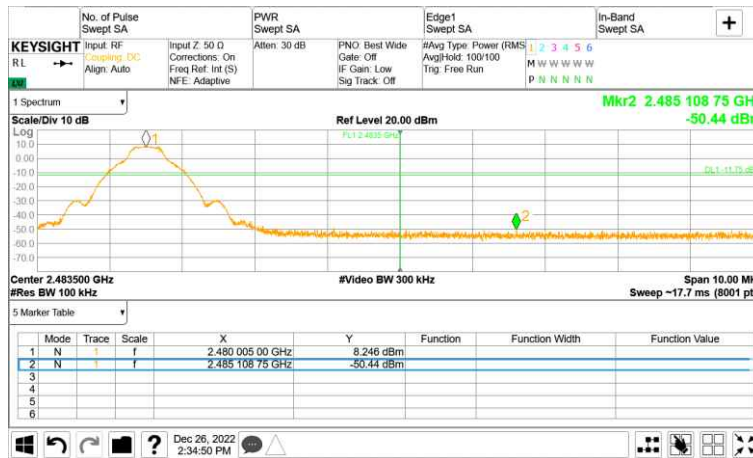 No. of Pulse
Swept SA
PWR
Swept SA
Edge1
Swept SA
In-Band
Swept SA
+
KEYSIGHT
RL
LW
Input: RF
Coupling: DC
Align: Auto
Input Z: 50 Ω
Corrections: On
Freq Ref: Int (S)
NFE: Adaptive
Atten: 30 dB
PNO: Best Wide
Gate: Off
IF Gain: Low
Sig Track: Off
#Avg Type: Power (RMS
Avg|Hold: 100/100
Trig: Free Run
1 2 3 4 5 6
M W W W W W
P N N N N N
1 Spectrum
Scale/Div 10 dB
Ref Level 20.00 dBm
Mkr2 2.485 108 75 GH
-50.44 dB
Log
10.0
0.00
-10.0
-20.0
-30.0
-40.0
-50.0
-60.0
-70.0
1
FL1 2.4835 GHz
DL1 -11.75 dB
2
Center 2.483500 GHz
#Res BW 100 kHz
#Video BW 300 kHz
Span 10.00 M
Sweep ~17.7 ms (8001 pt
5 Marker Table
Mode Trace Scale X Y Function Function Width Function Value
1 N 1 f 2.480 005 00 GHz 8.246 dBm
2 N 1 f 2.485 108 75 GHz -50.44 dBm
3
4
5
6
?
Dec 26, 2022
2:34:50 PM